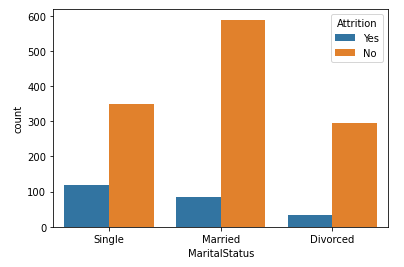 600
500
400
300
200
100
0
count
Attrition
Yes
No
Single Married Divorced
MaritalStatus